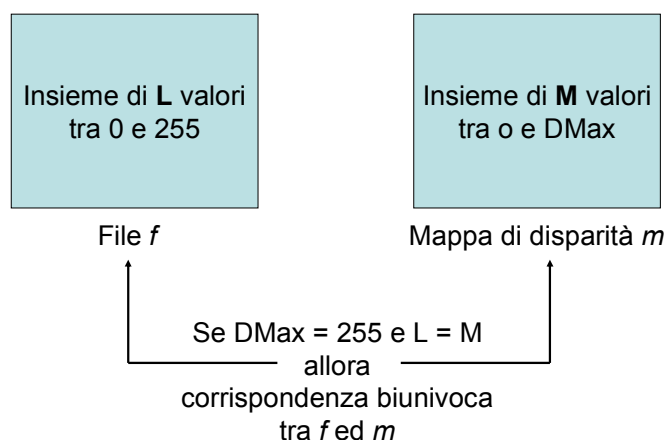 Insieme di L valori
tra 0 e 255
Insieme di M valori
tra o e DMax
File f
Mappa di disparità m
Se DMax = 255 e L = M
allora
corrispondenza biunivoca
tra f ed m